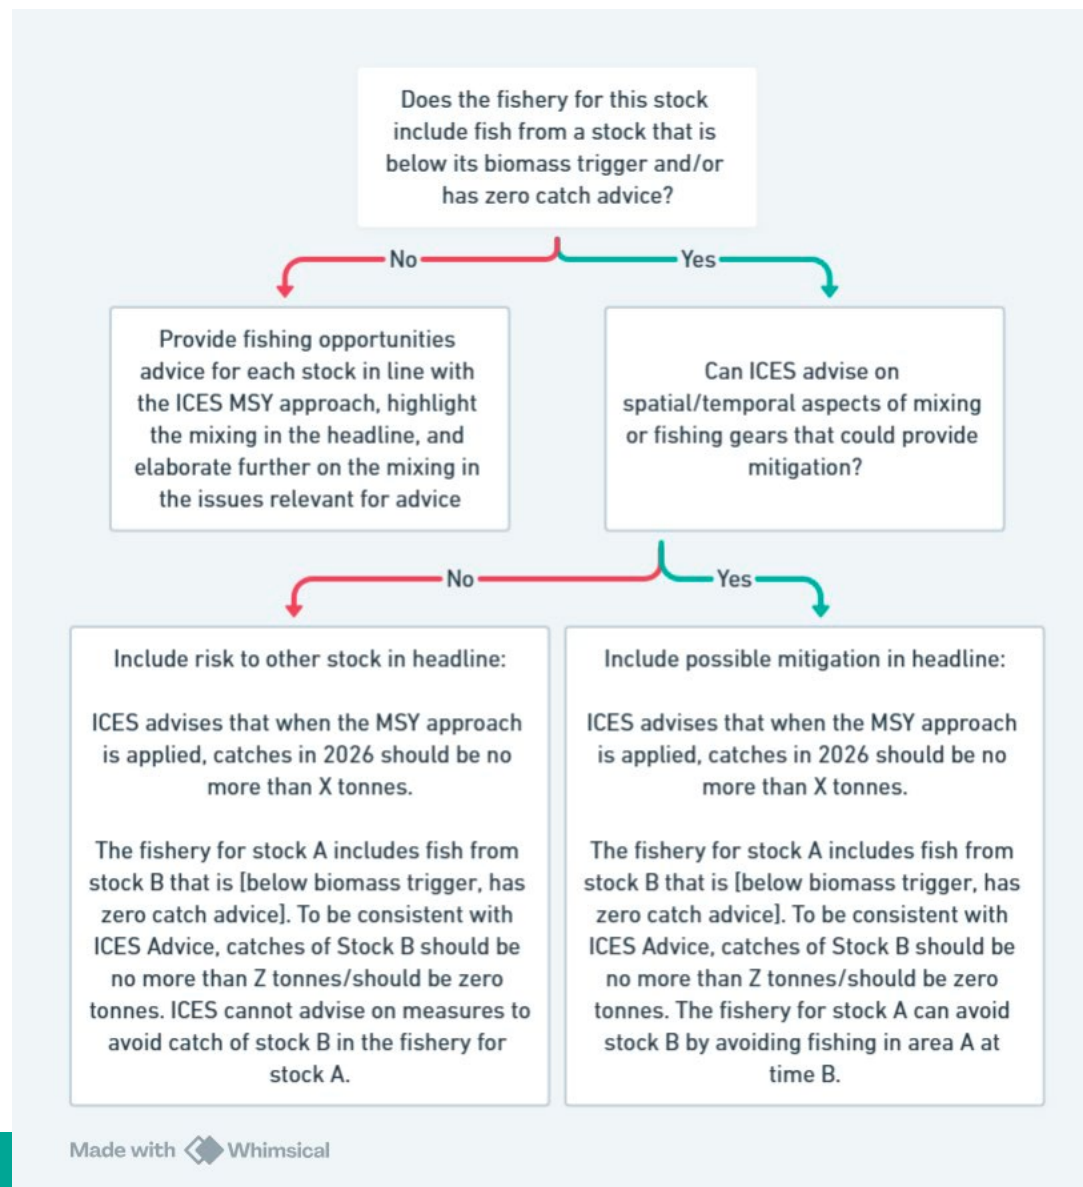 Does the fishery for this stock
include fish from a stock that is
below its biomass trigger and/or
has zero catch advice?
No
Yes
Provide fishing opportunities
advice for each stock in line with
the ICES MSY approach, highlight
the mixing in the headline, and
elaborate further on the mixing in
the issues relevant for advice
Can ICES advise on
spatial/temporal aspects of mixing
or fishing gears that could provide
mitigation?
No
Yes
Include risk to other stock in headline:
ICES advises that when the MSY approach
is applied, catches in 2026 should be no
more than X tonnes.
The fishery for stock A includes fish from
stock B that is [below biomass trigger, has
zero catch advice]. To be consistent with
ICES Advice, catches of Stock B should be
no more than Z tonnes/should be zero
tonnes. ICES cannot advise on measures to
avoid catch of stock B in the fishery for
stock A.
Include possible mitigation in headline:
ICES advises that when the MSY approach
is applied, catches in 2026 should be no
more than X tonnes.
The fishery for stock A includes fish from
stock B that is [below biomass trigger, has
zero catch advice]. To be consistent with
ICES Advice, catches of Stock B should be
no more than Z tonnes/should be zero
tonnes. The fishery for stock A can avoid
stock B by avoiding fishing in area A at
time B.
Made with Whimsical